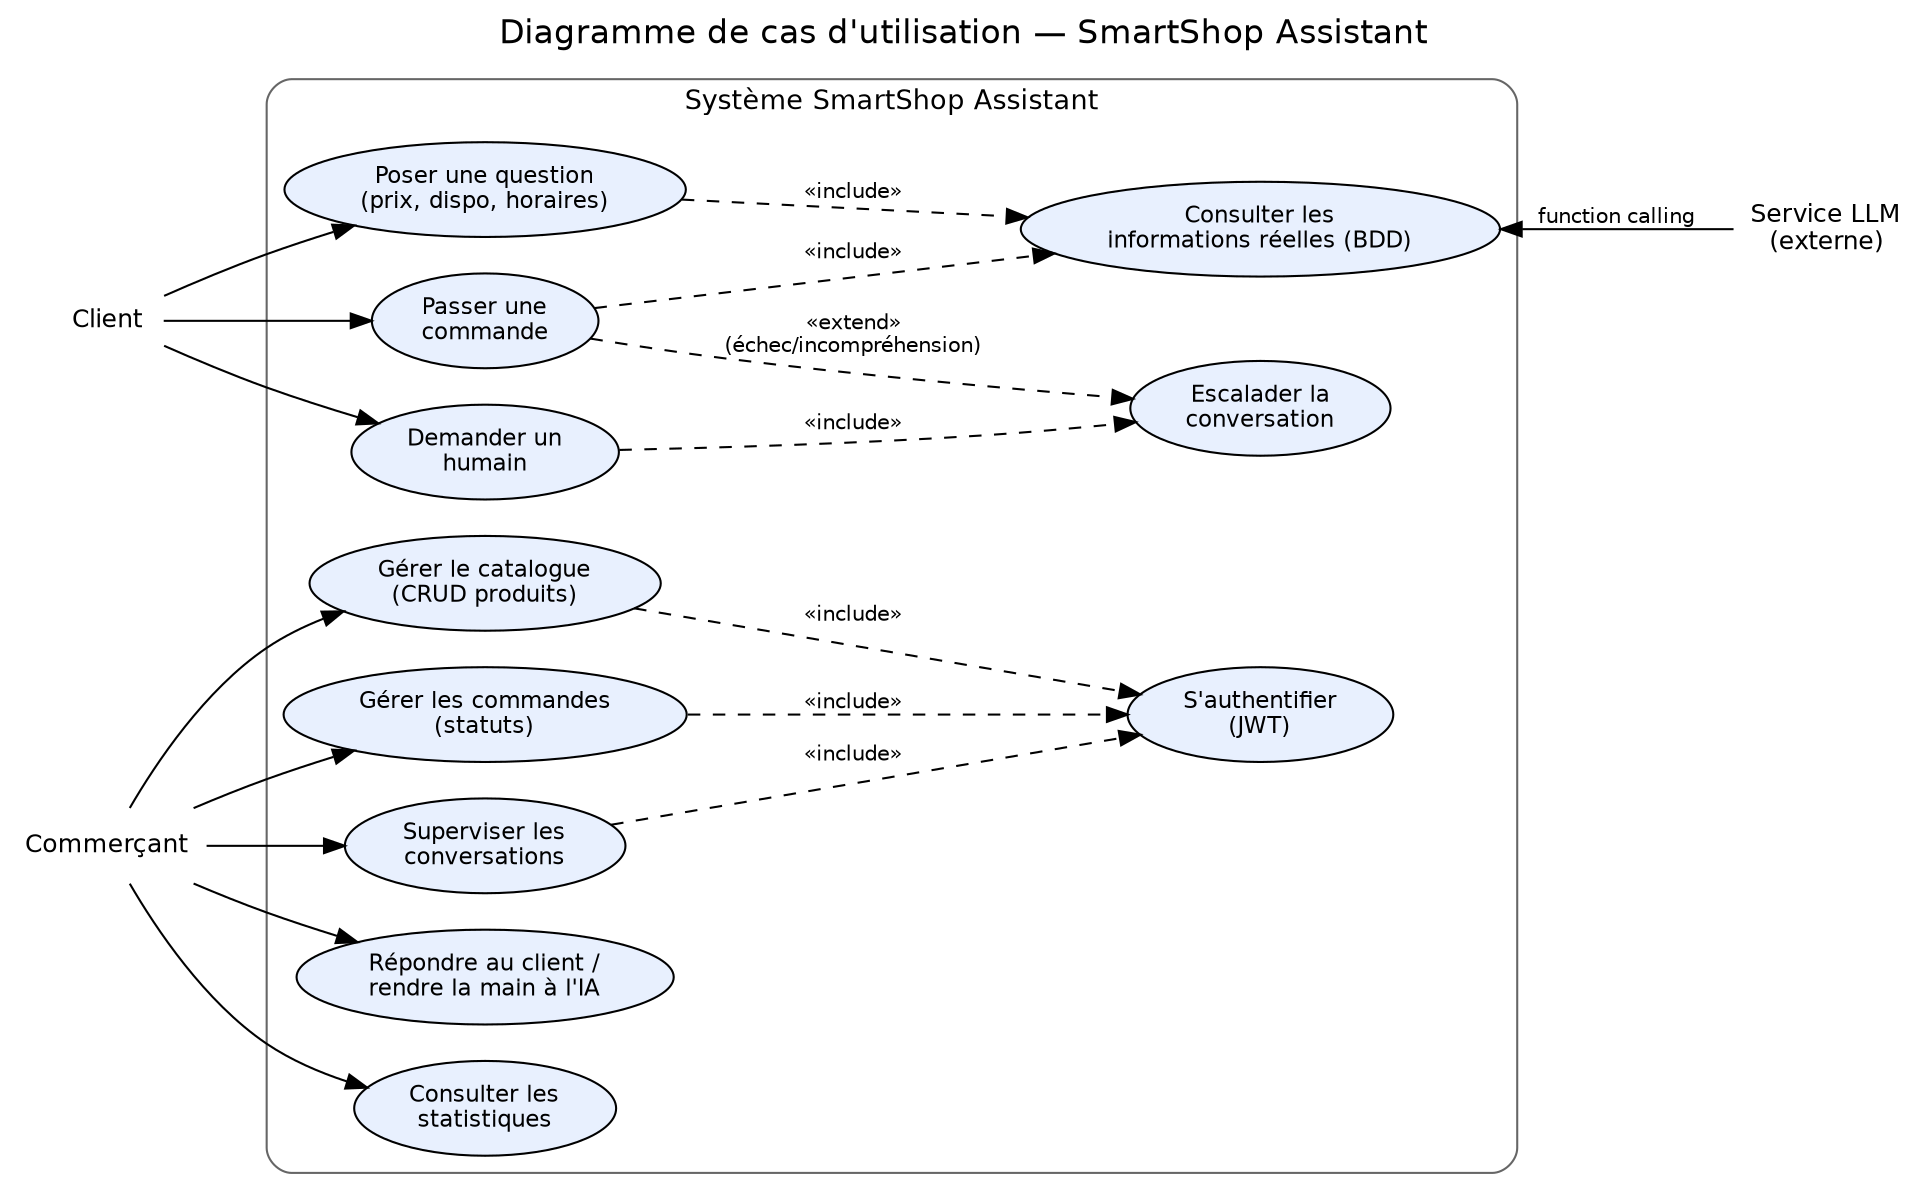 Diagramme de cas d'utilisation — SmartShop Assistant
Système SmartShop Assistant
Poser une question
(prix, dispo, horaires)
«include»
Consulter les
informations réelles (BDD)
function calling
Service LLM
(externe)
«include»
Client
Passer une
commande
«extend»
(échec/incompréhension)
Escalader la
conversation
Demander un
humain
«include»
Gérer le catalogue
(CRUD produits)
«include»
Gérer les commandes
(statuts)
«include»
S'authentifier
(JWT)
«include»
Commerçant
Superviser les
conversations
Répondre au client /
rendre la main à l'IA
Consulter les
statistiques